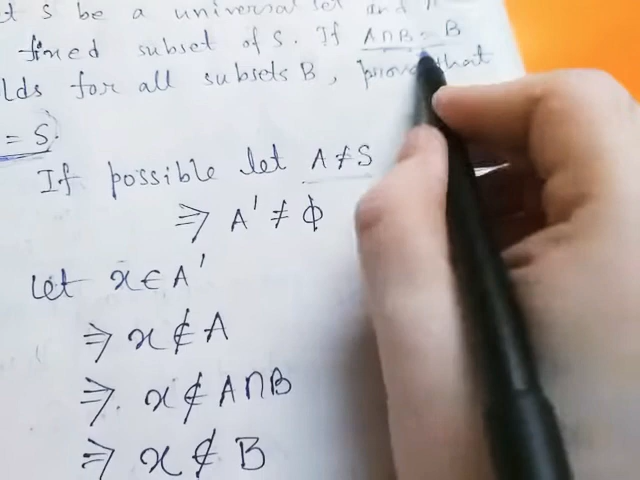 s be a universal set and
fixed subset of S. If A∩B = B
lds for all subsets B, prove that
= S.
If possible let A ≠ S
⇒ A' ≠ ϕ
Let x ∈ A'
⇒ x ∉ A
⇒. x ∉ A∩B
⇒ x ∉ B